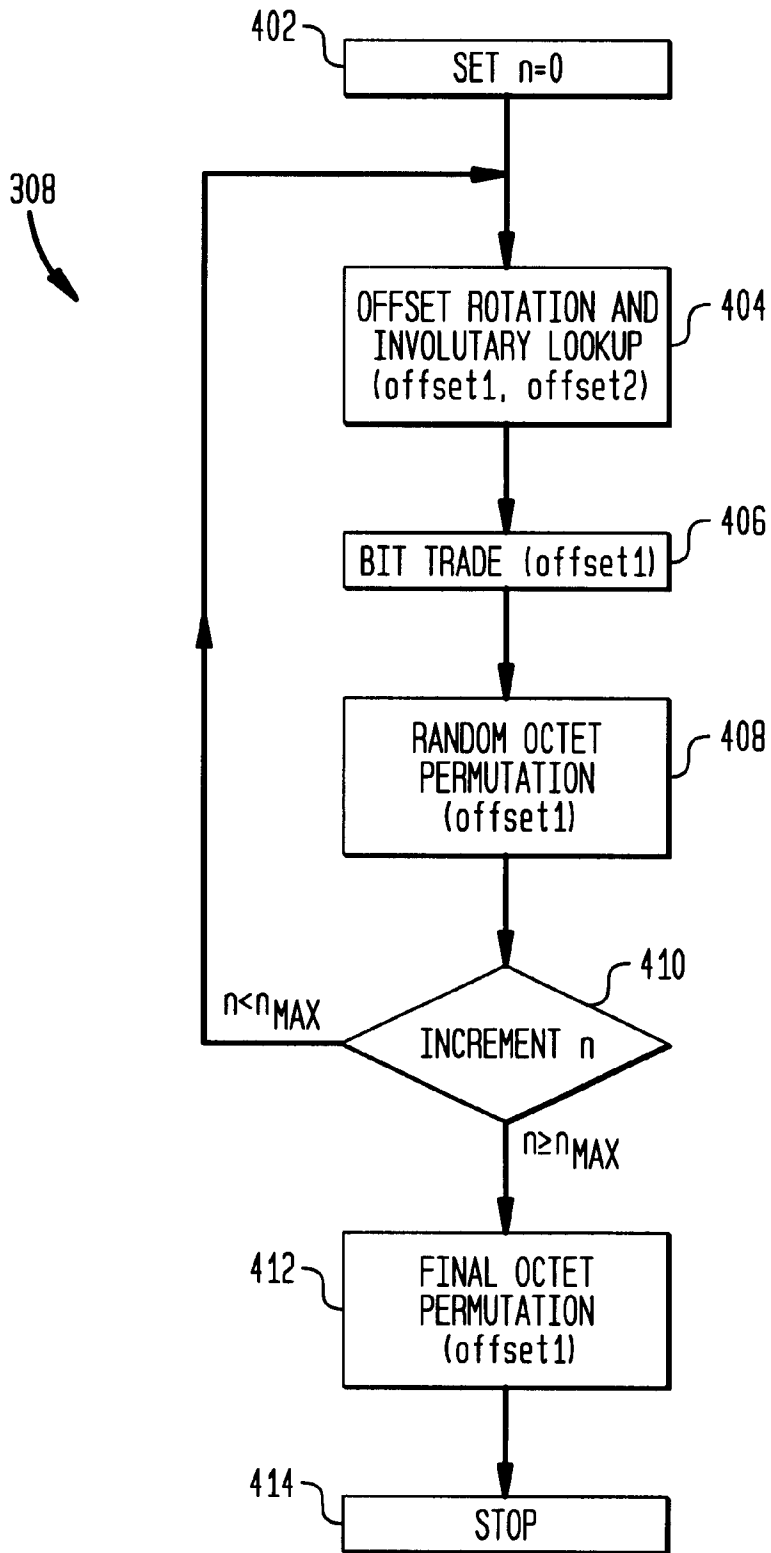 402
SET n=0
308
OFFSET ROTATION AND
INVOLUTARY LOOKUP
(offset1, offset2)
404
BIT TRADE (offset1)
406
RANDOM OCTET
PERMUTATION
(offset1)
408
410
n<nMAX
INCREMENT n
n≥nMAX
412
FINAL OCTET
PERMUTATION
(offset1)
414
STOP